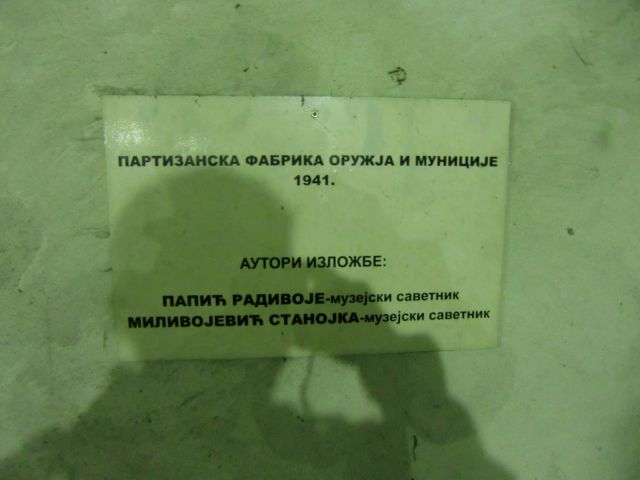 ПАРТИЗАНСКА ФАБРИКА ОРУЖЈА И МУНИЦИЈЕ
1941.
АУТОРИ ИЗЛОЖБЕ:
ПАПИЋ РАДИВОЈЕ-музејски саветник
МИЛИВОЈЕВИЋ СТАНОЈКА-музејски саветник